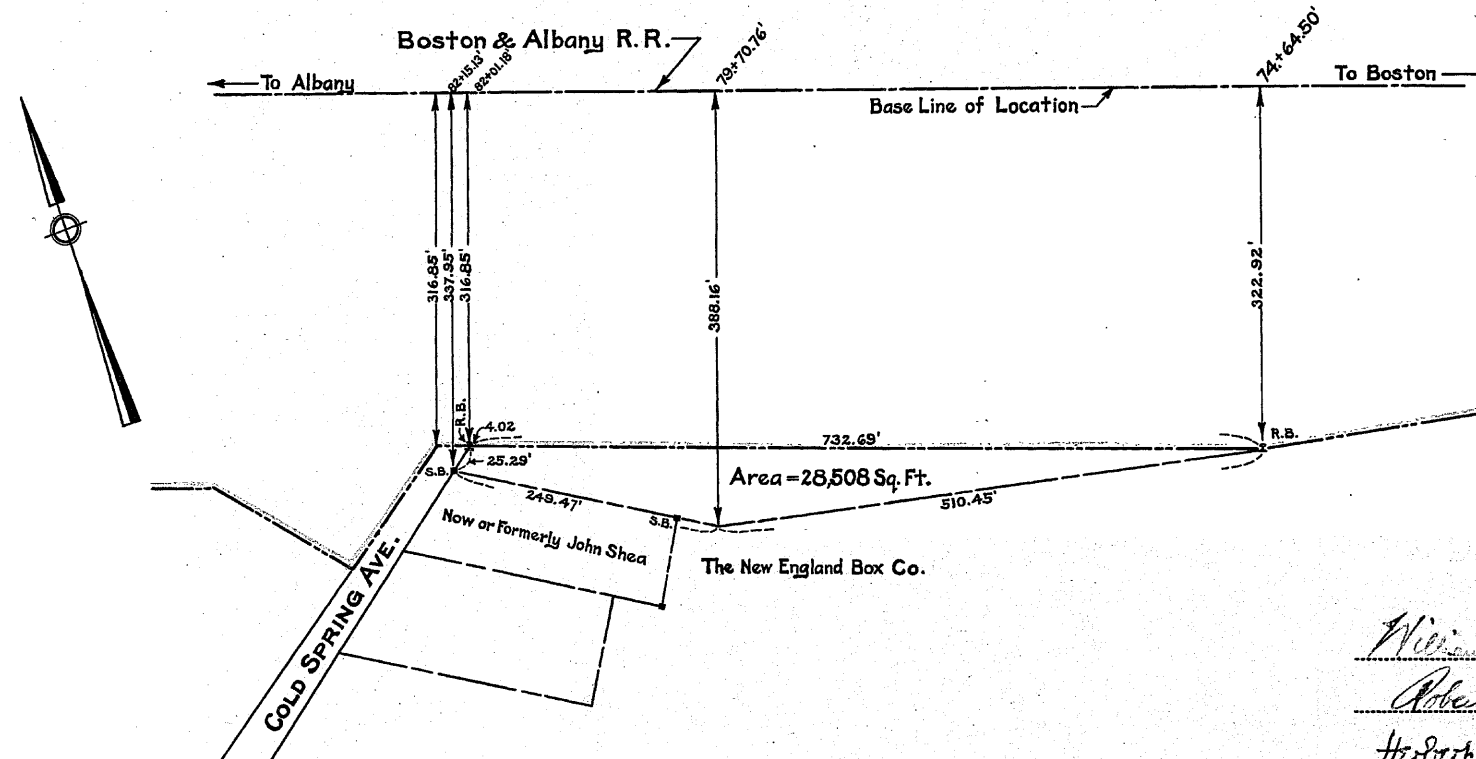 Boston & Albany R.R.
To Albany
82+15.13'
82+01.18'
79+70.76'
74+64.50'
To Boston
Base Line of Location
316.85'
337.95'
316.85'
388.16'
322.92'
R.B.
4.02
732.69'
R.B.
S.B.
25.29'
Area = 28,508 Sq. Ft.
249.47'
510.45'
S.B.
Now or Formerly John Shea
The New England Box Co.
COLD SPRING AVE.